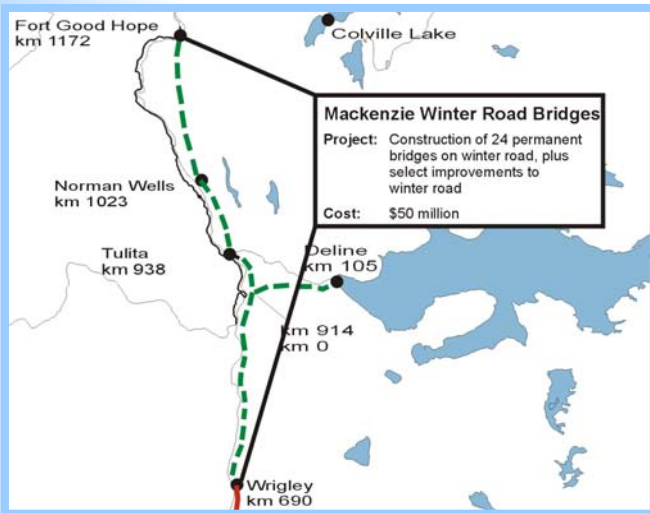 Fort Good Hope
km 1172
Colville Lake
Mackenzie Winter Road Bridges
Project: Construction of 24 permanent
bridges on winter road, plus
select improvements to
winter road
Cost: $50 million
Norman Wells
km 1023
Tulita
km 938
Deline
km 105
km 914
km 0
Wrigley
km 690